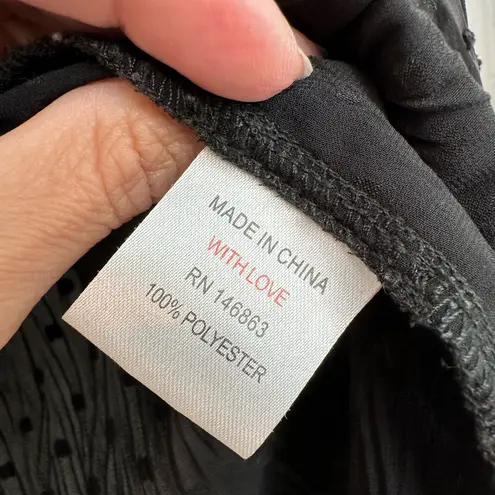 MADE IN CHINA
WITH LOVE
RN 146863
100% POLYESTER